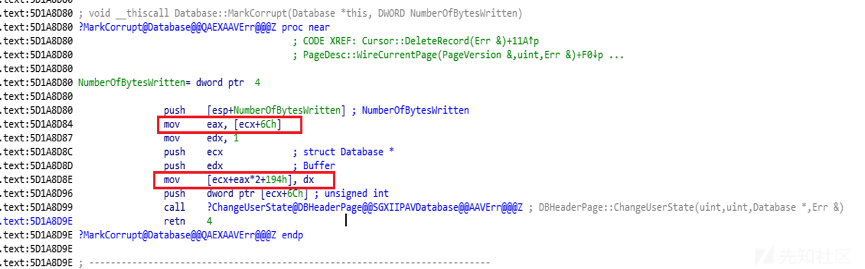 .text:5D1A8D80
.text:5D1A8D80 ; void __thiscall Database::MarkCorrupt(Database *this, DWORD NumberOfBytesWritten)
.text:5D1A8D80 ?MarkCorrupt@Database@@QAEXAAVErr@@@Z proc near
.text:5D1A8D80 ; CODE XREF: Cursor::DeleteRecord(Err &)+11A↑p
.text:5D1A8D80 ; PageDesc::WireCurrentPage(PageVersion &,uint,Err &)+F0↓p ...
.text:5D1A8D80
.text:5D1A8D80 NumberOfBytesWritten= dword ptr 4
.text:5D1A8D80
.text:5D1A8D80 push [esp+NumberOfBytesWritten] ; NumberOfBytesWritten
.text:5D1A8D84 mov eax, [ecx+6Ch]
.text:5D1A8D87 mov edx, 1
.text:5D1A8D8C push ecx ; struct Database *
.text:5D1A8D8D push edx ; Buffer
.text:5D1A8D8E mov [ecx+eax*2+194h], dx
.text:5D1A8D96 push dword ptr [ecx+6Ch] ; unsigned int
.text:5D1A8D99 call ?ChangeUserState@DBHeaderPage@@SGXIIPAVDatabase@@AAVErr@@@Z ; DBHeaderPage::ChangeUserState(uint,uint,Database *,Err &)
.text:5D1A8D9E retn 4
.text:5D1A8D9E ?MarkCorrupt@Database@@QAEXAAVErr@@@Z endp
.text:5D1A8D9E
.text:5D1A8D9E ; ---------------------------------------------------------------------------
先知社区